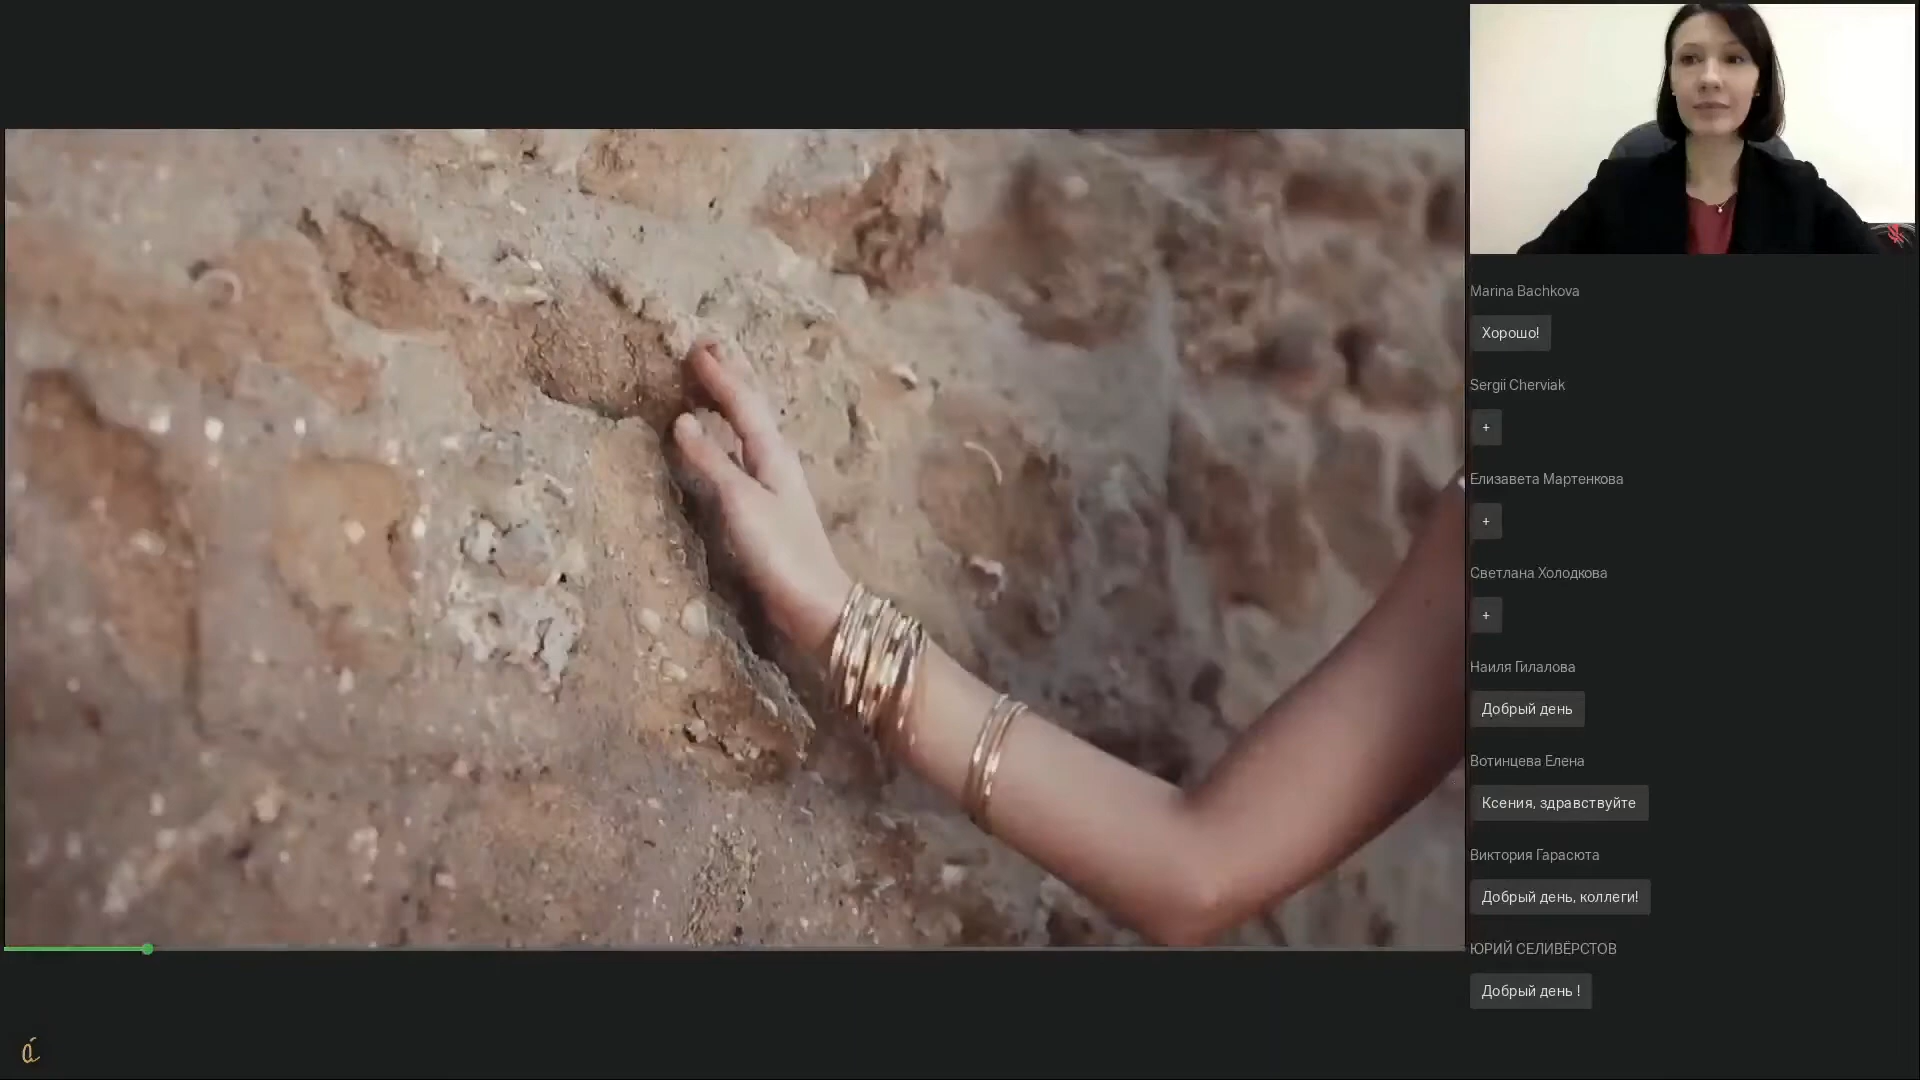 Marina Bachkova
Хорошо!
Sergii Cherviak
+
Елизавета Мартенкова
+
Светлана Холодкова
+
Наиля Гилалова
Добрый день
Вотинцева Елена
Ксения, здравствуйте
Виктория Гарасюта
Добрый день, коллеги!
ЮРИЙ СЕЛИВЁРСТОВ
Добрый день !
á